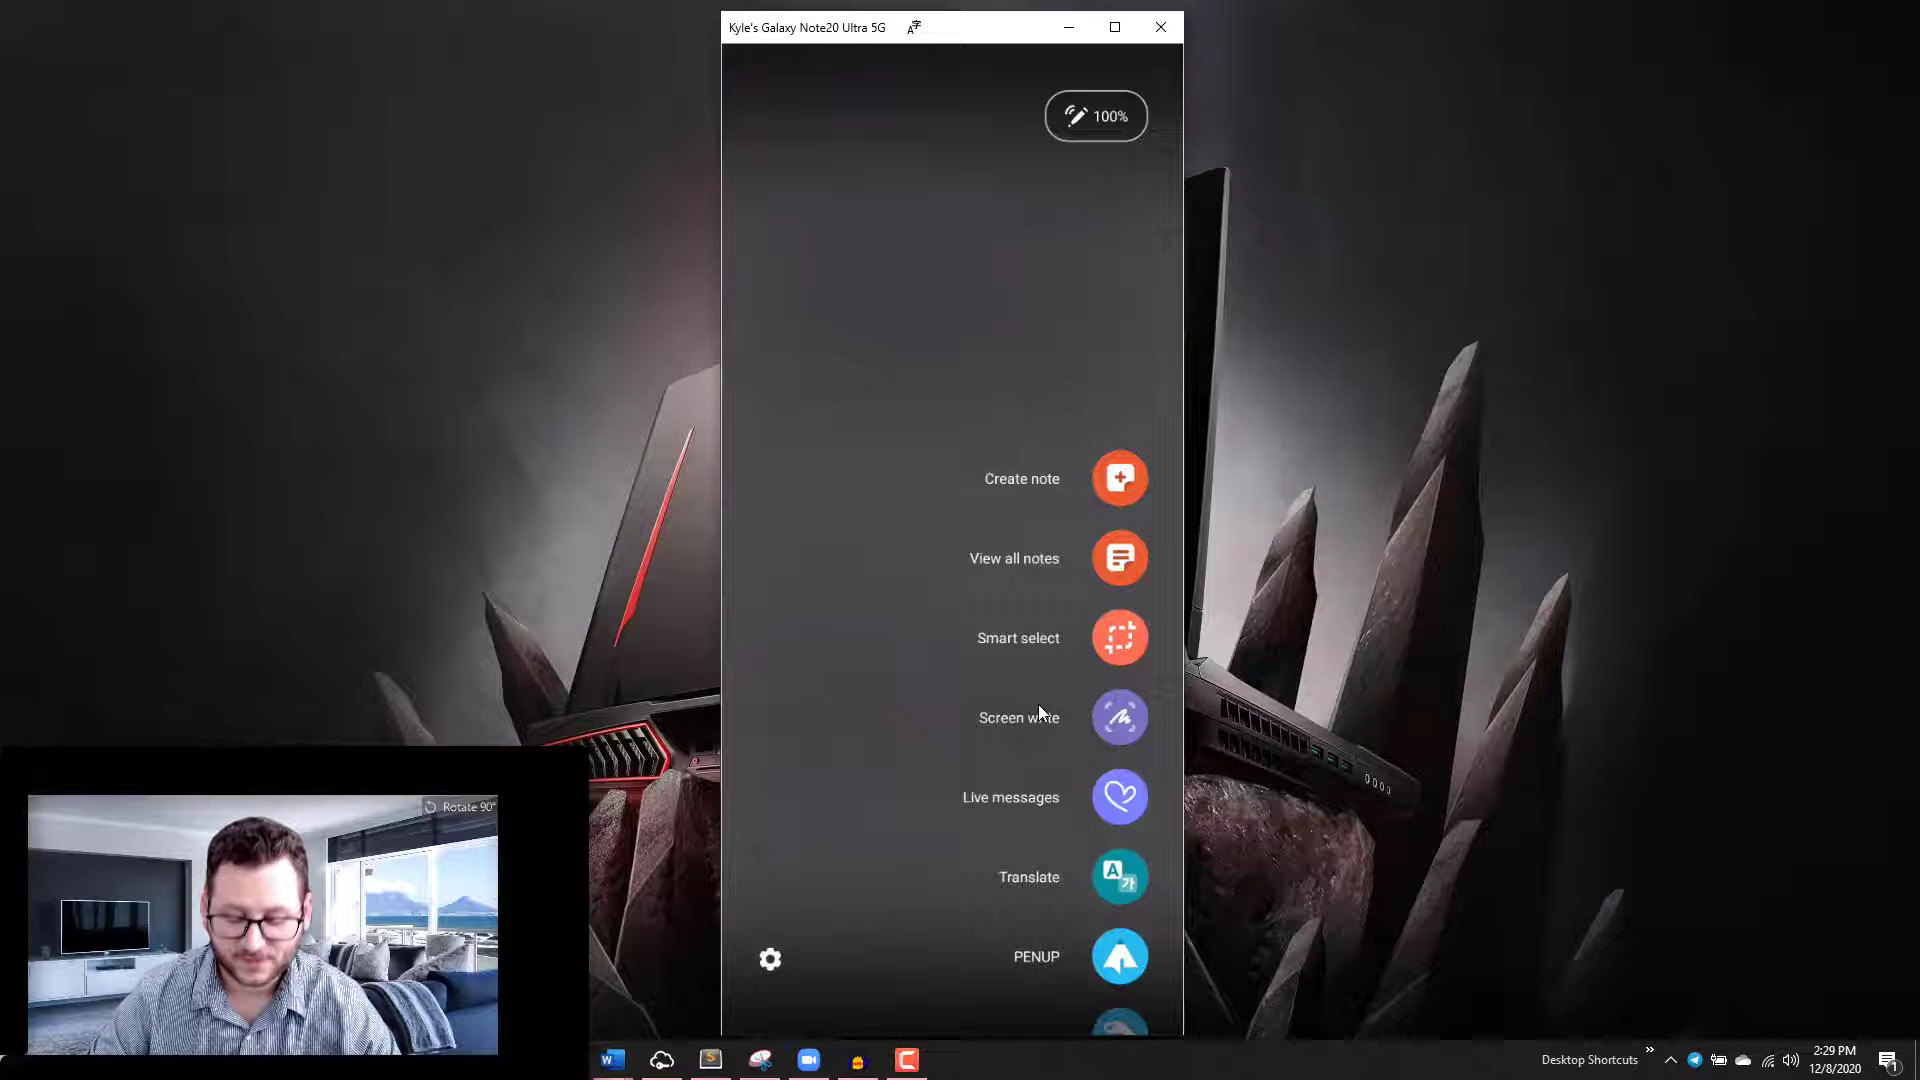 Kyle's Galaxy Note20 Ultra 5G
100%
Create note
View all notes
Smart select
Screen write
Live messages
Translate
PENUP
Rotate 90°
Desktop Shortcuts
2:29 PM
12/8/2020